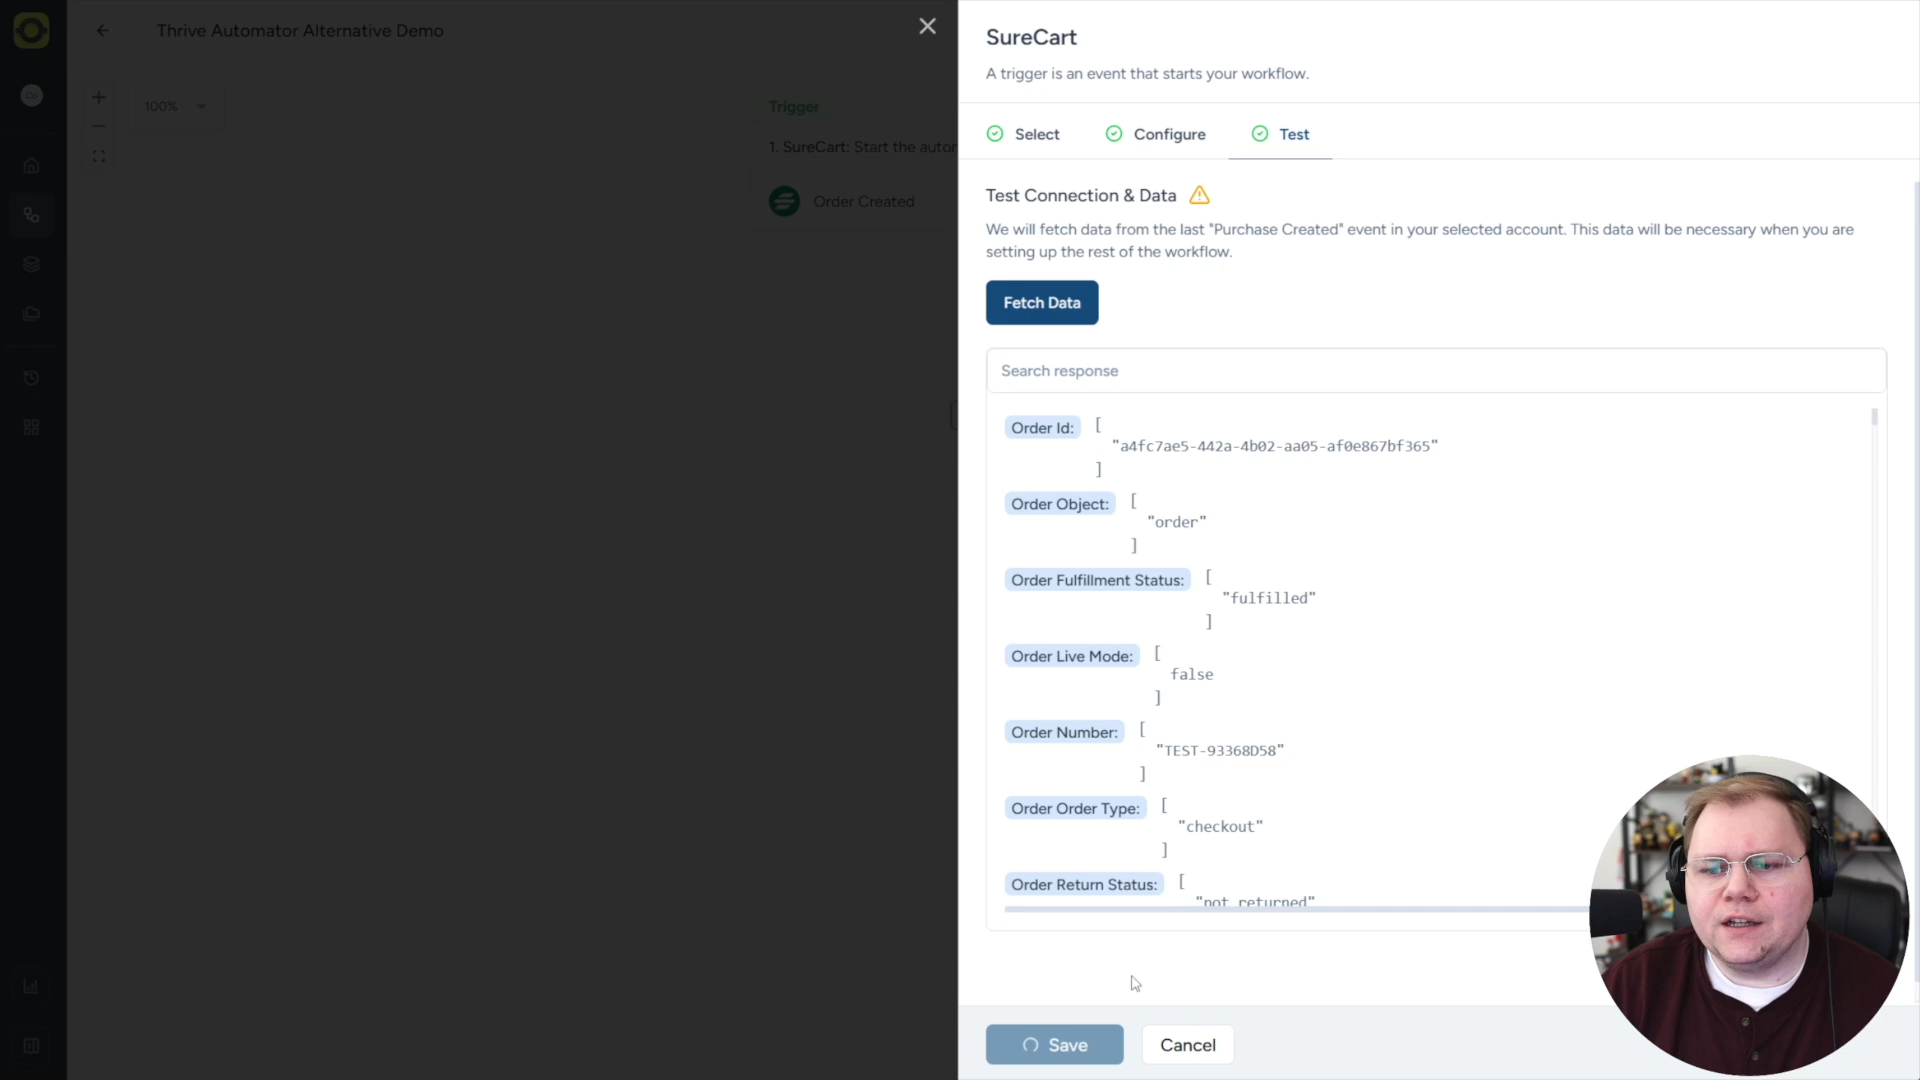 Thrive Automator Alternative Demo
100%
Trigger
1. SureCart: Start the autor
Order Created
SureCart
A trigger is an event that starts your workflow.
Select
Configure
Test
Test Connection & Data
We will fetch data from the last "Purchase Created" event in your selected account. This data will be necessary when you are
setting up the rest of the workflow.
Fetch Data
Search response
Order Id: [
"a4fc7ae5-442a-4b02-aa05-af0e867bf365"
]
Order Object: [
"order"
]
Order Fulfillment Status: [
"fulfilled"
]
Order Live Mode: [
false
]
Order Number: [
"TEST-93368D58"
]
Order Order Type: [
"checkout"
]
Order Return Status: [
"not_returned"
Save
Cancel